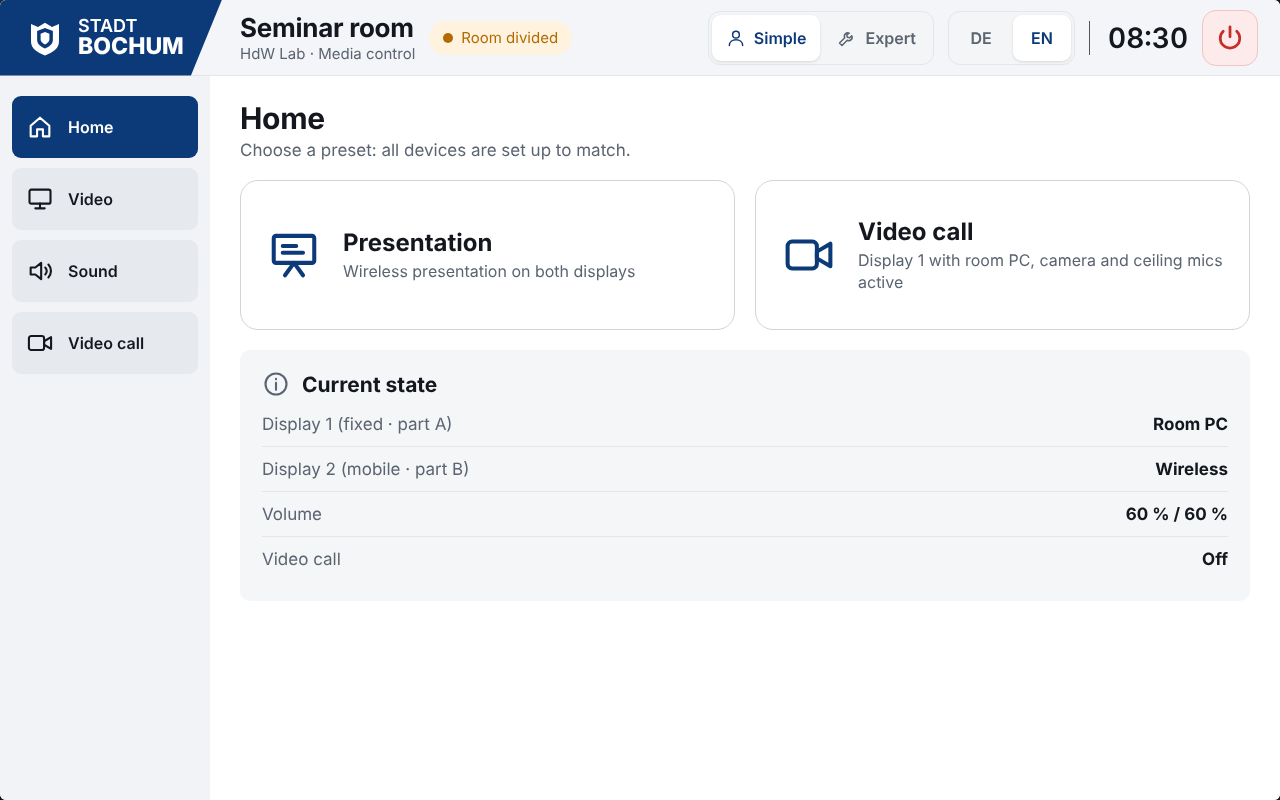 STADT
BOCHUM
Seminar room
HdW Lab · Media control
Room divided
Simple
Expert
DE
EN
08:30
Home
Video
Sound
Video call
Home
Choose a preset: all devices are set up to match.
Presentation
Wireless presentation on both displays
Video call
Display 1 with room PC, camera and ceiling mics
active
Current state
Display 1 (fixed · part A)
Room PC
Display 2 (mobile · part B)
Wireless
Volume
60 % / 60 %
Video call
Off